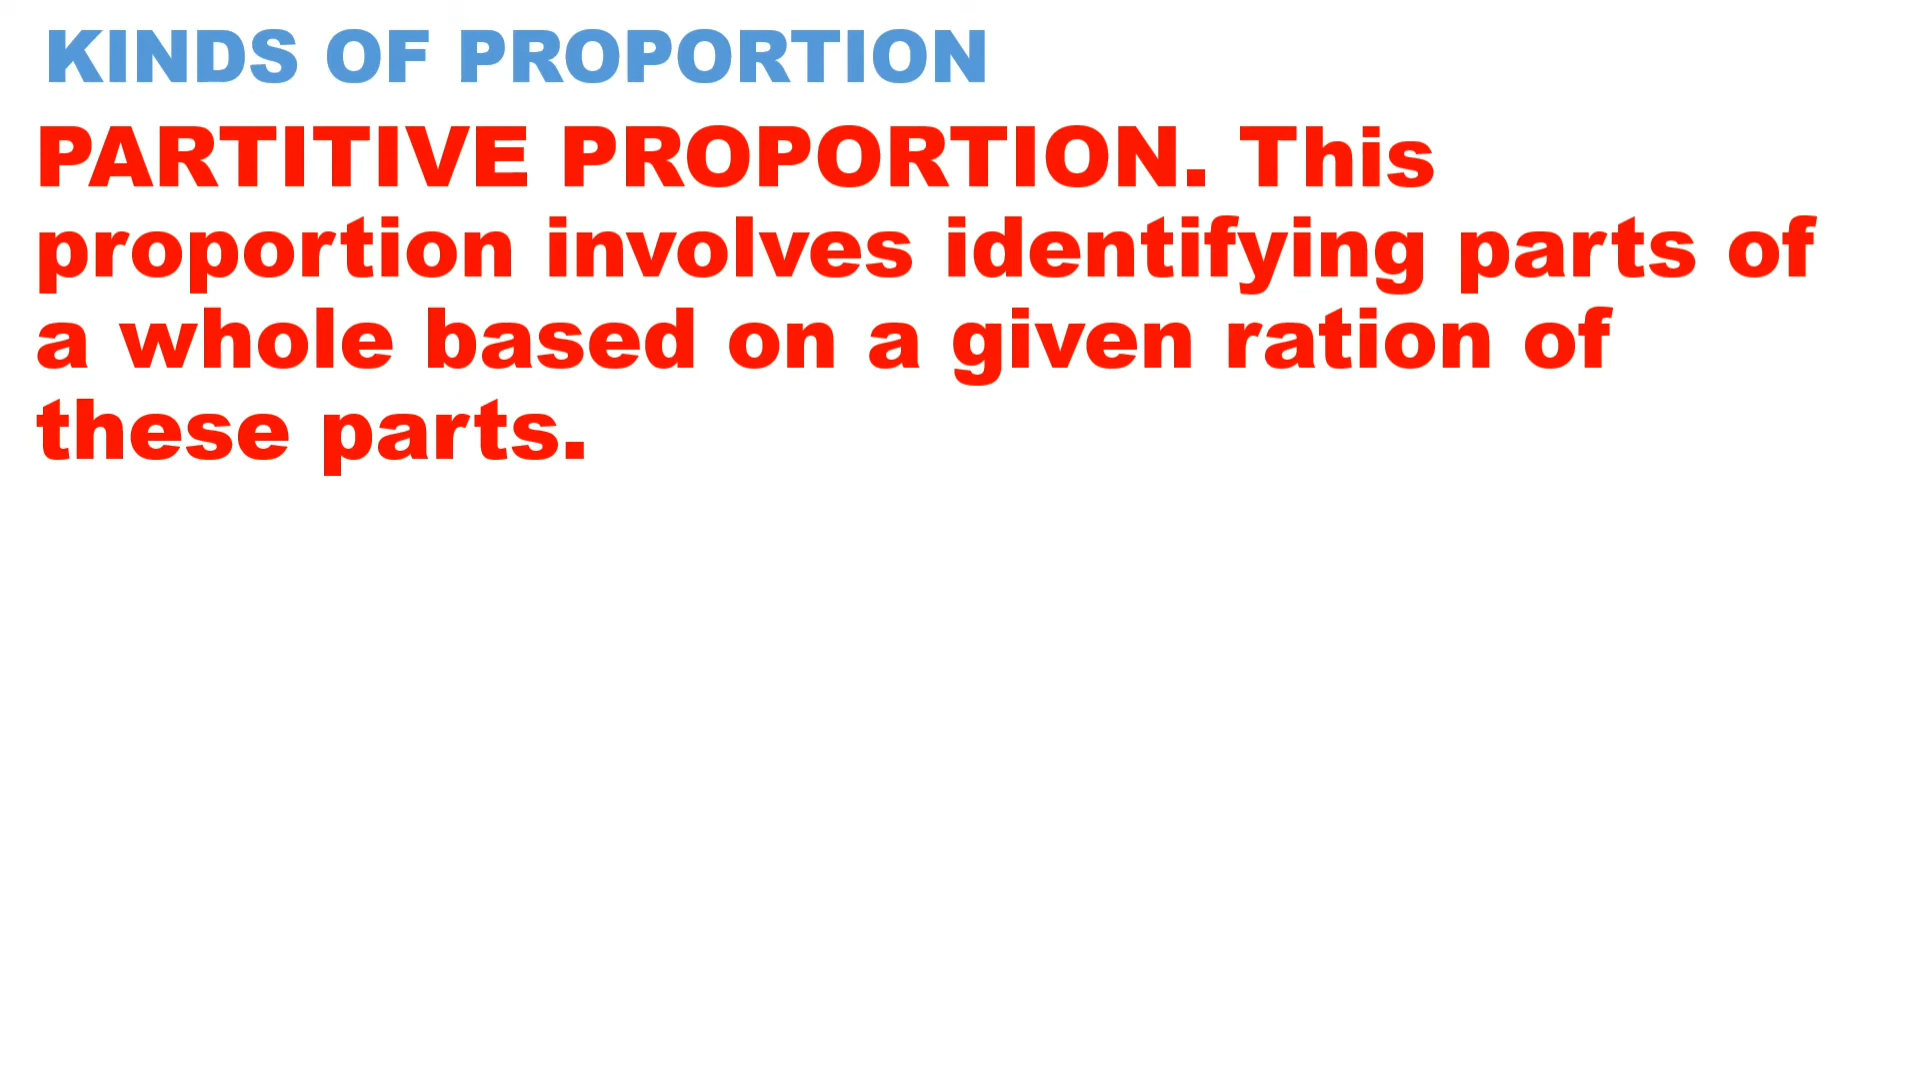 KINDS OF PROPORTION
PARTITIVE PROPORTION. This
proportion involves identifying parts of
a whole based on a given ration of
these parts.